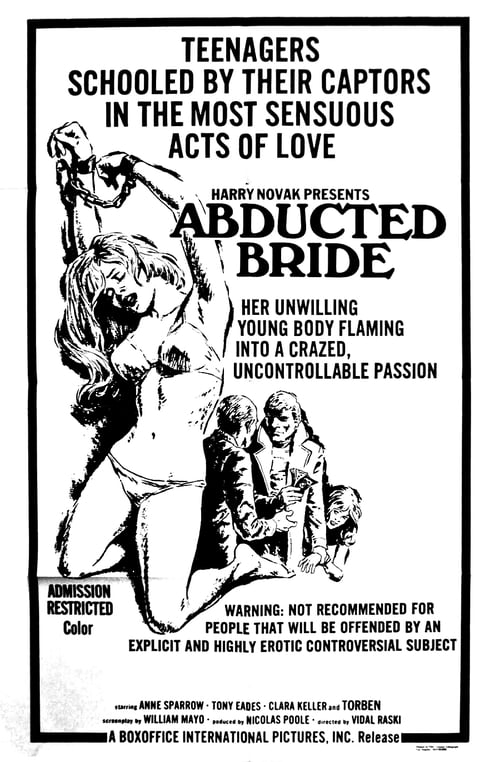 TEENAGERS
SCHOOLED BY THEIR CAPTORS
IN THE MOST SENSUOUS
ACTS OF LOVE
HARRY NOVAK PRESENTS
ABDUCTED
BRIDE
HER UNWILLING
YOUNG BODY FLAMING
INTO A CRAZED,
UNCONTROLLABLE PASSION
ADMISSION
RESTRICTED
Color
WARNING: NOT RECOMMENDED FOR
PEOPLE THAT WILL BE OFFENDED BY AN
EXPLICIT AND HIGHLY EROTIC CONTROVERSIAL SUBJECT
starring ANNE SPARROW · TONY EADES · CLARA KELLER and TORBEN
screenplay by WILLIAM MAYO · poduced by NICOLAS POOLE · directed by VIDAL RASKI
A BOXOFFICE INTERNATIONAL PICTURES, INC. Release